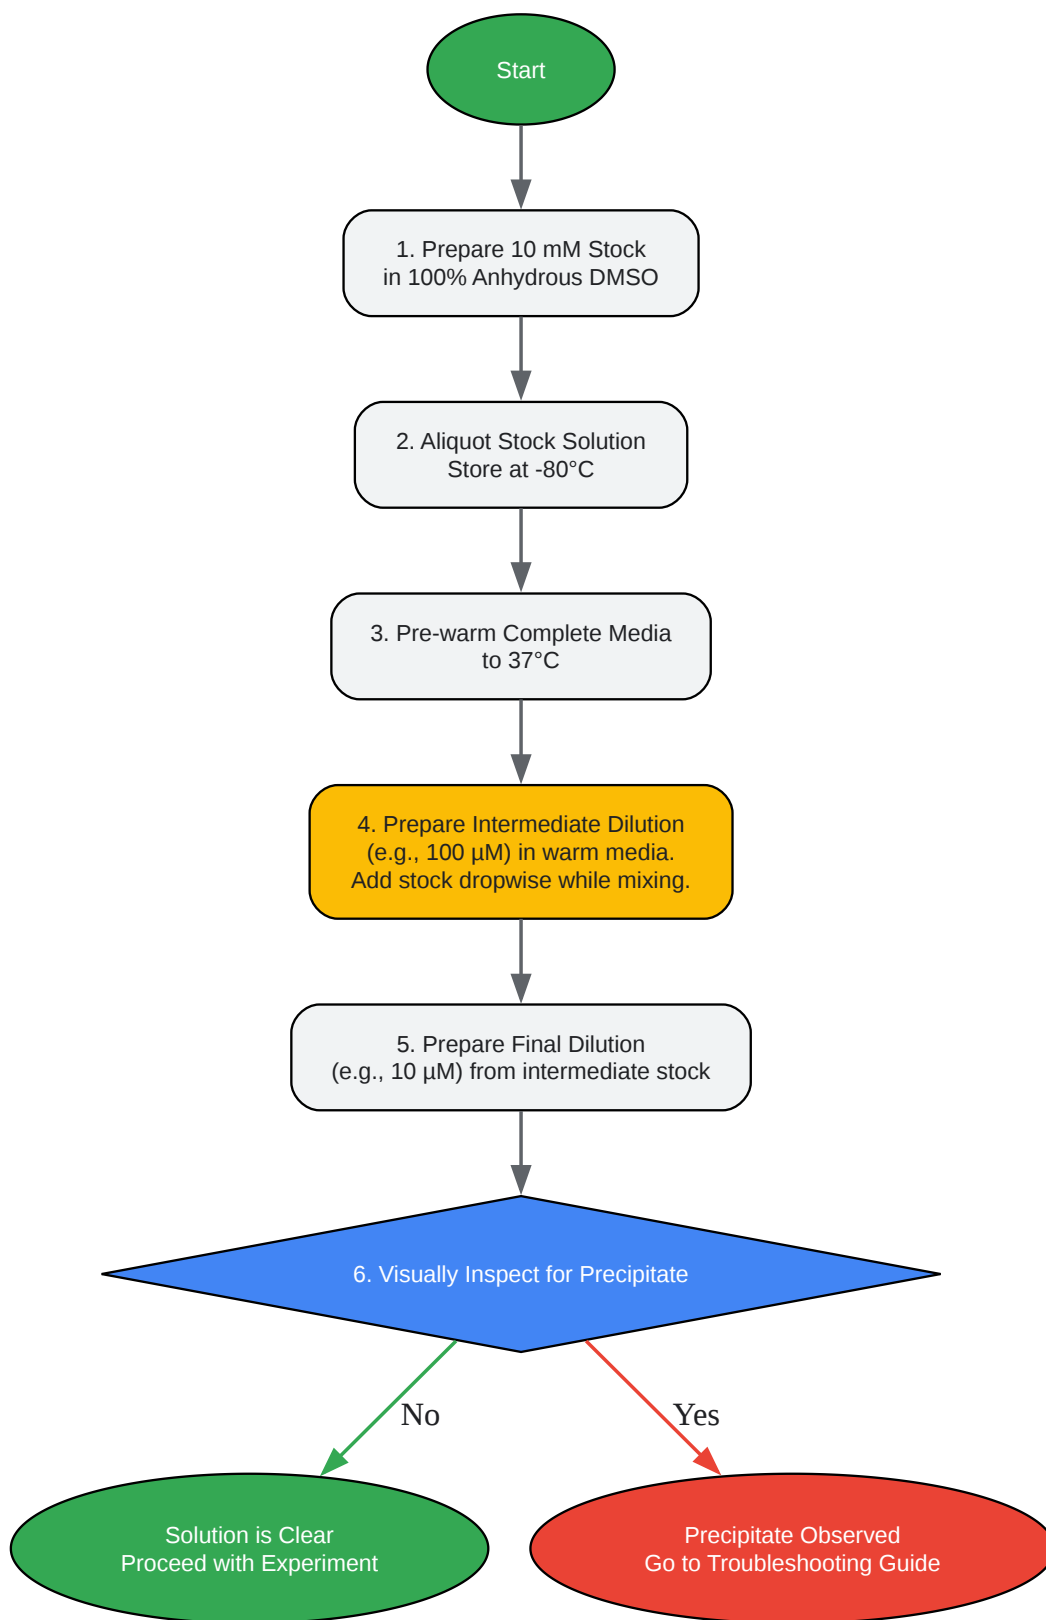 Start
1. Prepare 10 mM Stock
in 100% Anhydrous DMSO
2. Aliquot Stock Solution
Store at -80°C
3. Pre-warm Complete Media
to 37°C
4. Prepare Intermediate Dilution
(e.g., 100 µM) in warm media.
Add stock dropwise while mixing.
5. Prepare Final Dilution
(e.g., 10 µM) from intermediate stock
6. Visually Inspect for Precipitate
No
Yes
Solution is Clear
Proceed with Experiment
Precipitate Observed
Go to Troubleshooting Guide